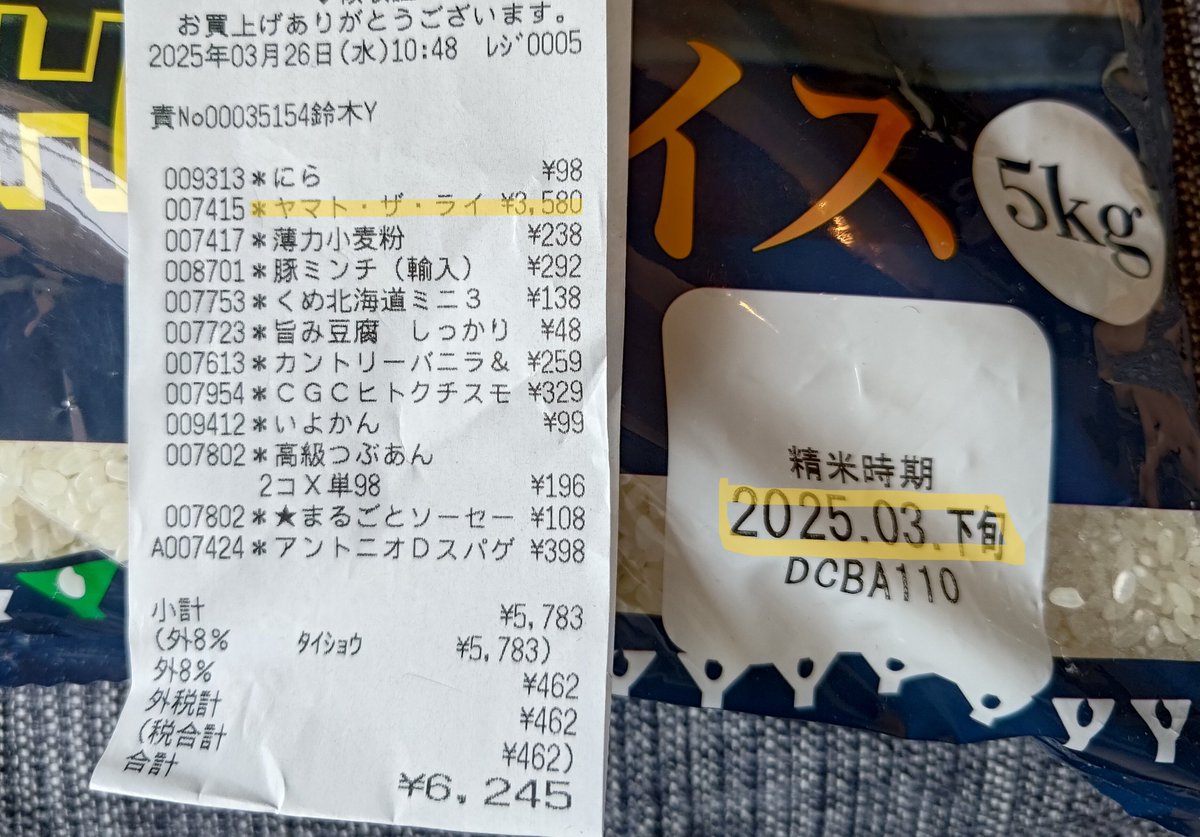 お買上げありがとうございます。
2025年03月26日(水)10:48 ﾚｼﾞ0005
責No00035154鈴木Y
009313*にら ¥98
007415*ヤマト・ザ・ライ ¥3,580
007417*薄力小麦粉 ¥238
008701*豚ミンチ（輸入） ¥292
007753*くめ北海道ミニ３ ¥138
007723*旨み豆腐　しっかり ¥48
007613*カントリーバニラ＆ ¥259
007954*ＣＧＣヒトクチスモ ¥329
009412*いよかん ¥99
007802*高級つぶあん
2コX単98 ¥196
007802*★まるごとソーセー ¥108
A007424*アントニオＤスパゲ ¥398
小計 ¥5,783
(外8% ﾀｲｼｮｳ ¥5,783)
外8% ¥462
外税計 ¥462
(税合計 ¥462)
合計 ¥6,245
イス
5kg
精米時期
2025.03.下旬
DCBA110